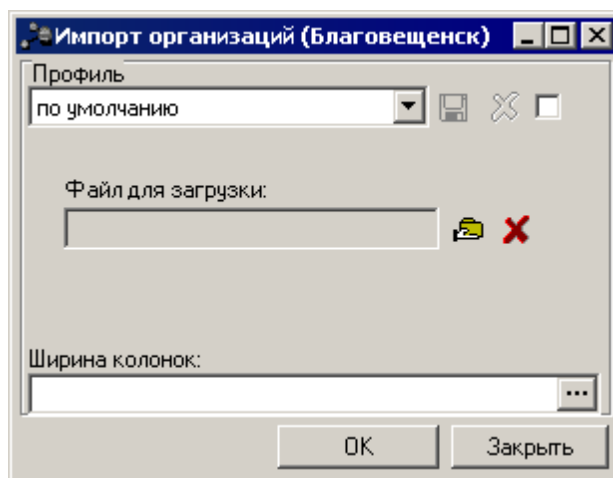 Импорт организаций (Благовещенск)
Профиль
по умолчанию
Файл для загрузки:
Ширина колонок:
...
OK Закрыть